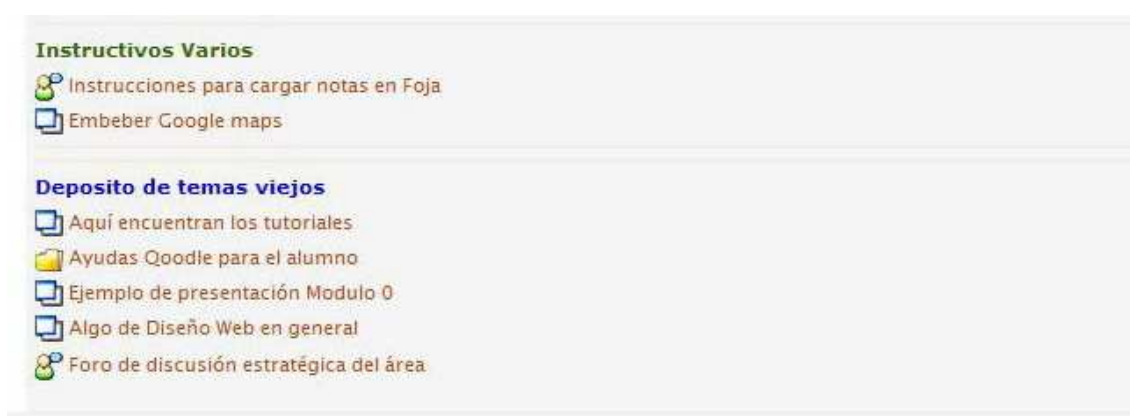 Instructivos Varios
Instrucciones para cargar notas en Foja
Embeber Google maps
Deposito de temas viejos
Aquí encuentran los tutoriales
Ayudas Qoodle para el alumno
Ejemplo de presentación Modulo 0
Algo de Diseño Web en general
Foro de discusión estratégica del área